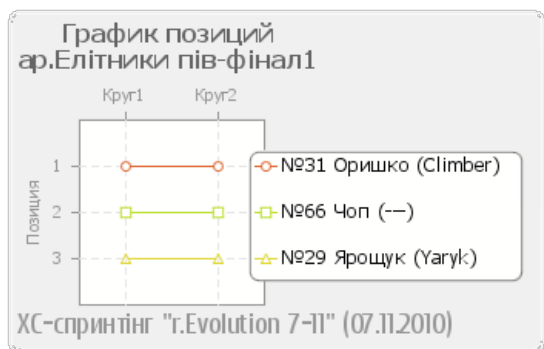 График позиций
ар.Елітники пів-фінал1
Круг1 Круг2
Позиция
1
№31 Оришко (Climber)
2
№66 Чоп (---)
3
№29 Ярощук (Yaryk)
XC-спринтінг "r.Evolution 7-11" (07.11.2010)